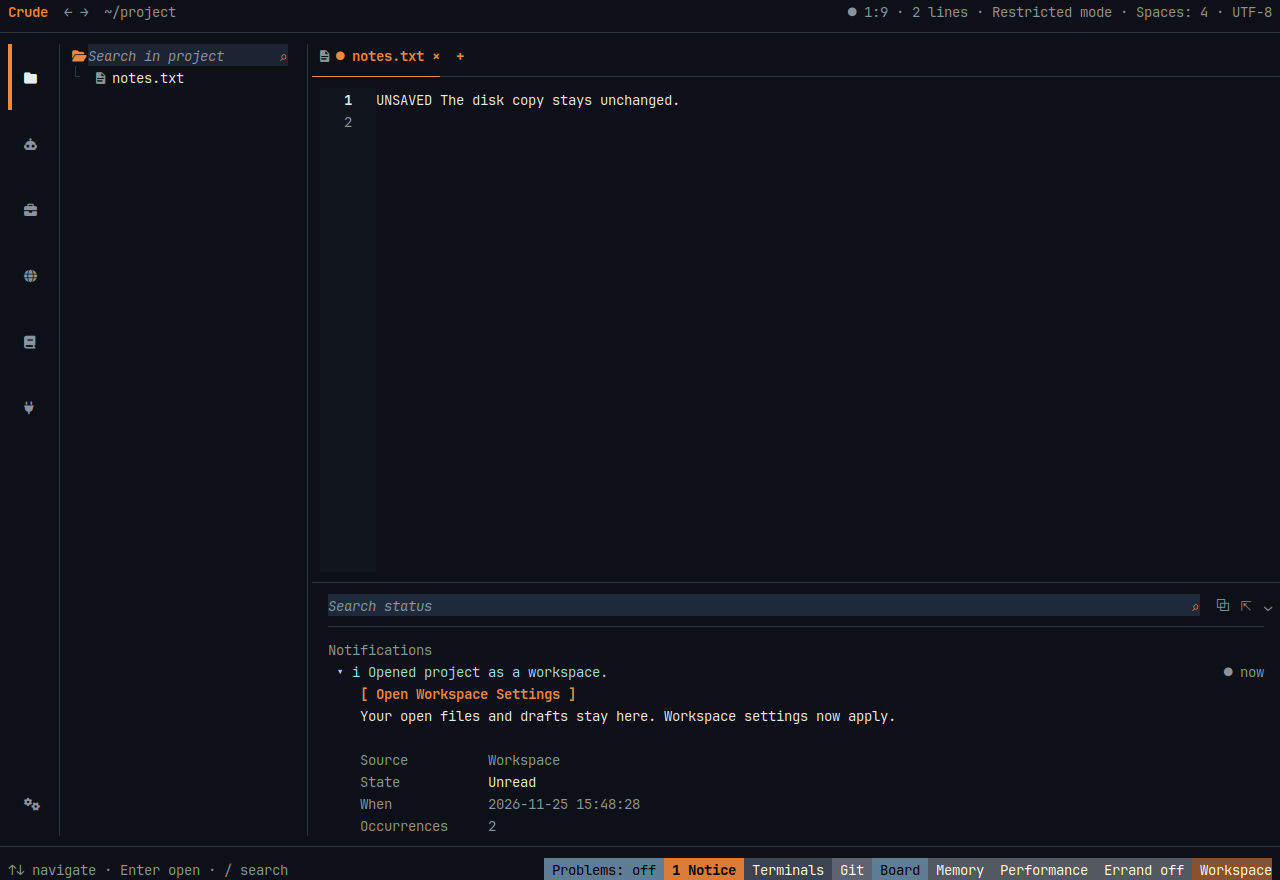 Crude ← → ~/project ● 1:9 · 2 lines · Restricted mode · Spaces: 4 · UTF-8
Search in project
notes.txt
● notes.txt × +
1 UNSAVED The disk copy stays unchanged.
2
Search status
Notifications
▾ i Opened project as a workspace. ● now
[ Open Workspace Settings ]
Your open files and drafts stay here. Workspace settings now apply.
Source Workspace
State Unread
When 2026-11-25 15:48:28
Occurrences 2
↑↓ navigate · Enter open · / search Problems: off 1 Notice Terminals Git Board Memory Performance Errand off Workspace